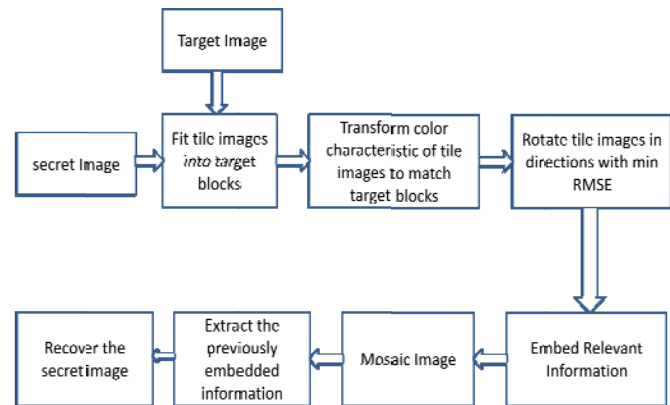 Target Image
secret Image
Fit tile images
into target
blocks
Transform color
characteristic of tile
images to match
target blocks
Rotate tile images in
directions with min
RMSE
Recover the
secret image
Extract the
previously
embedded
information
Mosaic Image
Embed Relevant
Information